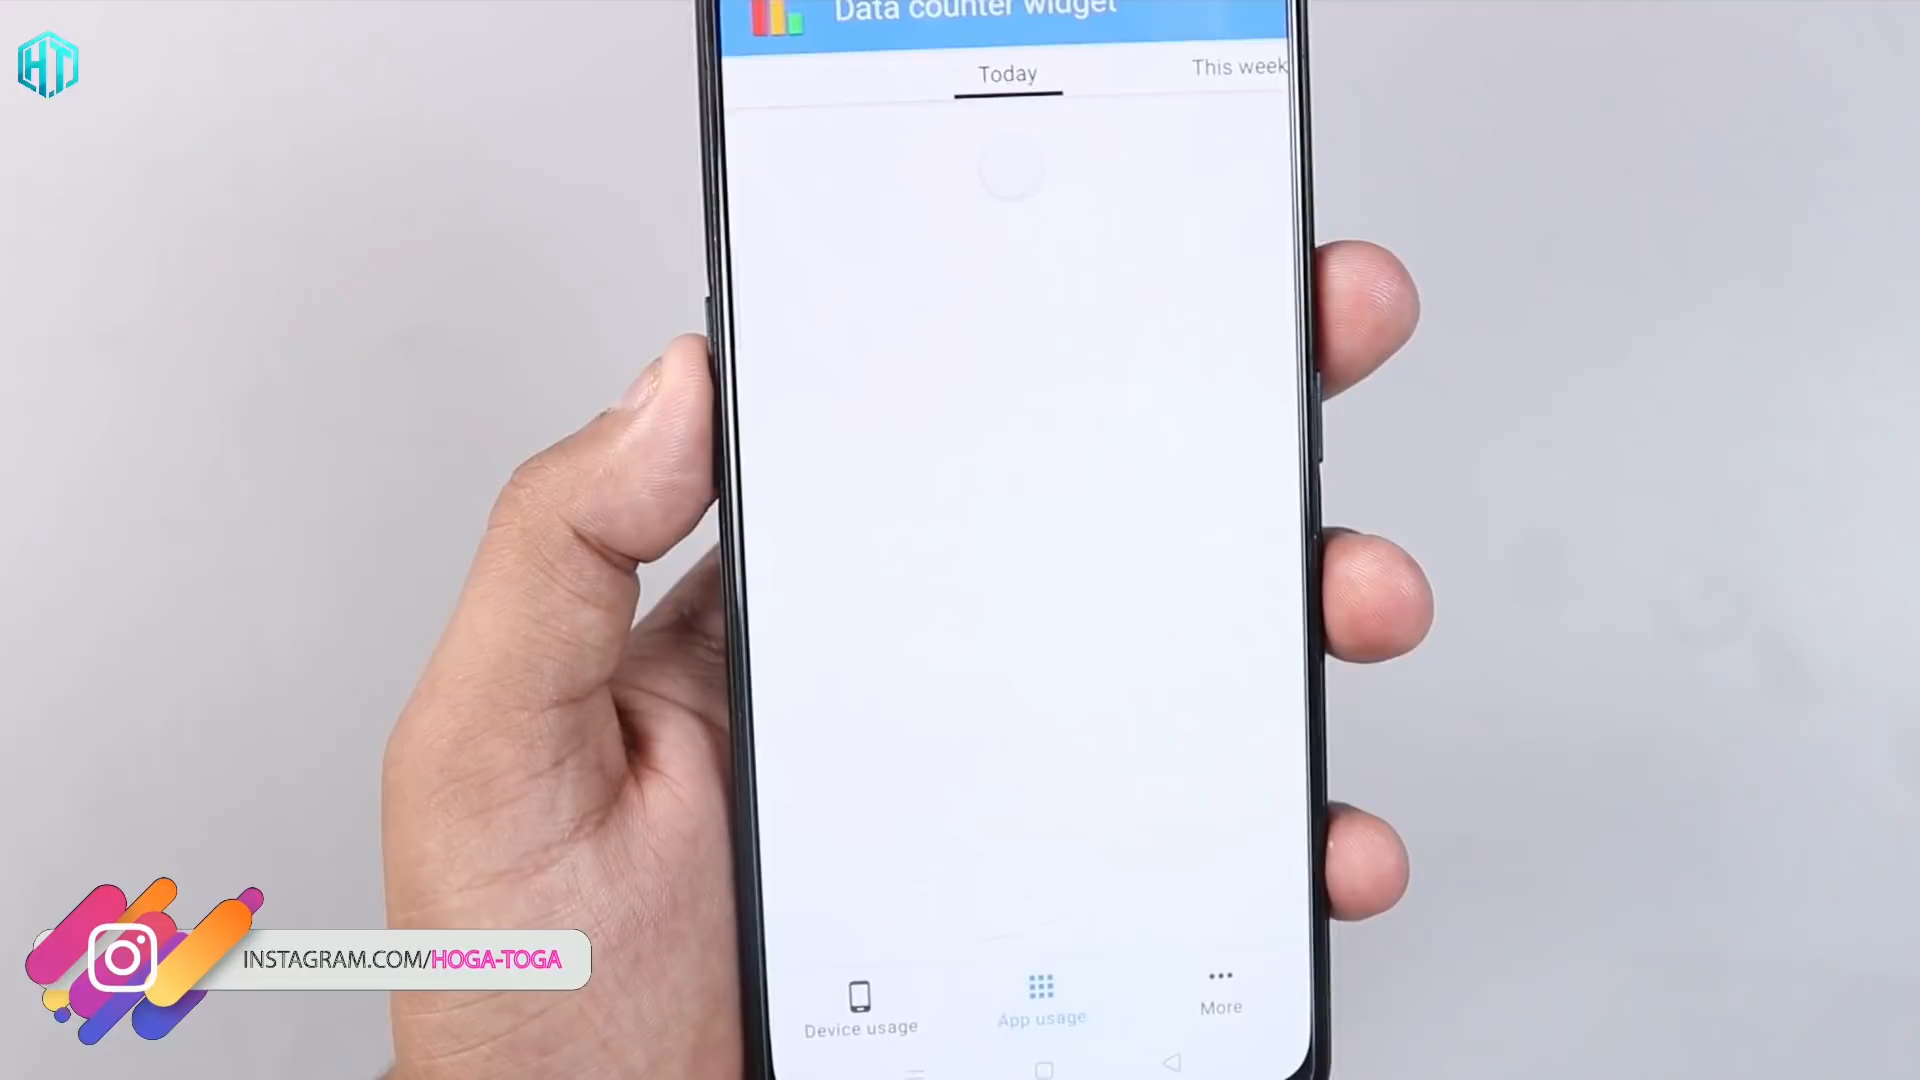 H.T
Data counter widget
Today
This week
INSTAGRAM.COM/HOGA-TOGA
Device usage
App usage
More